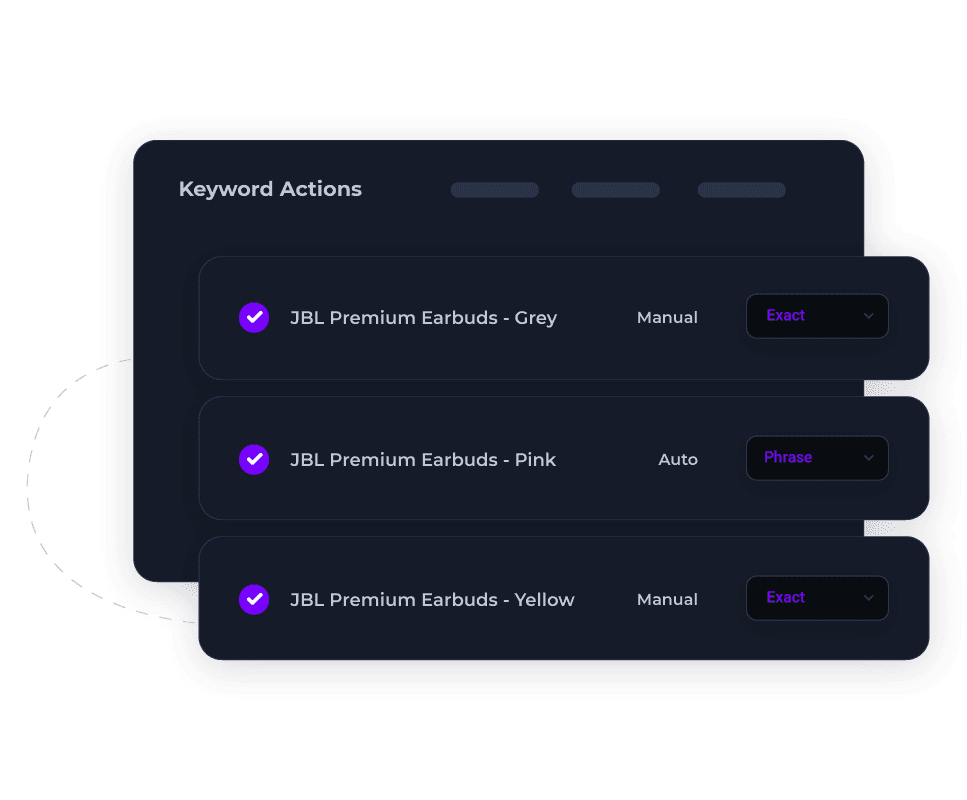 Keyword Actions
JBL Premium Earbuds - Grey Manual Exact
JBL Premium Earbuds - Pink Auto Phrase
JBL Premium Earbuds - Yellow Manual Exact